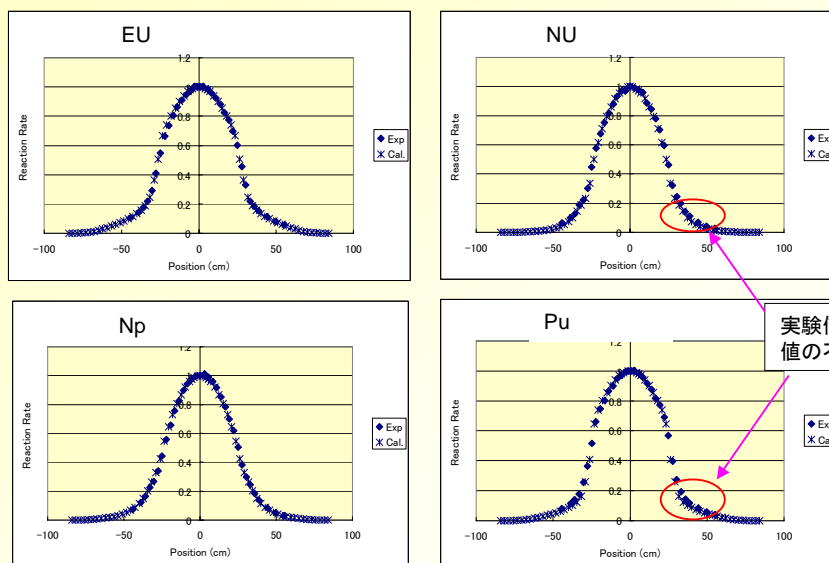 EU
1.2
1
0.8
0.6
0.4
0.2
0
-100 -50 0 50 100
Reaction Rate
Position (cm)
Exp
Cal.
NU
1.2
1
0.8
0.6
0.4
0.2
0
-100 -50 0 50 100
Reaction Rate
Position (cm)
Np
1.2
1
0.8
0.6
0.4
0.2
0
-100 -50 0 50 100
Reaction Rate
Position (cm)
Exp
Cal.
Pu
1.2
1
0.8
0.6
0.4
0.2
0
-100 -50 0 50 100
Reaction Rate
Position (cm)
実験
値の